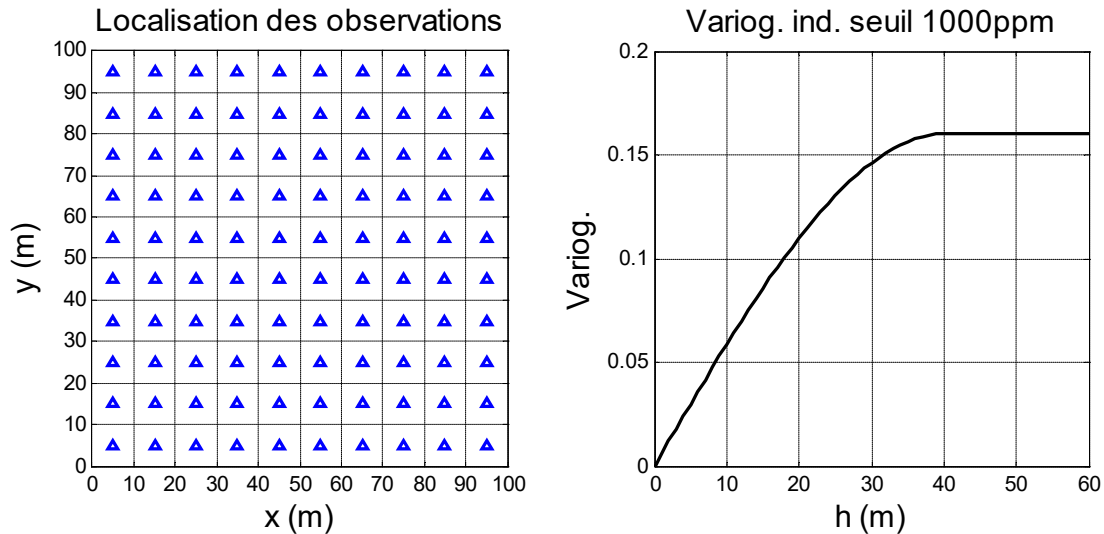 Localisation des observations
100
90
80
70
60
50
40
30
20
10
0
0 10 20 30 40 50 60 70 80 90 100
y (m)
x (m)
Variog. ind. seuil 1000ppm
0.2
0.15
0.1
0.05
0
0 10 20 30 40 50 60
Variog.
h (m)